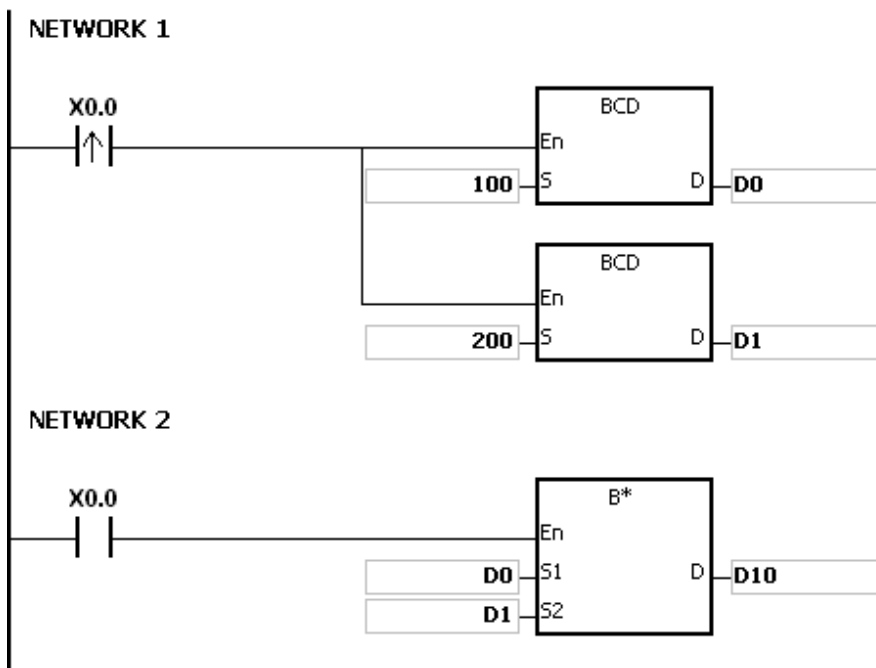 NETWORK 1
X0.0
BCD
En
100 S D D0
BCD
En
200 S D D1
NETWORK 2
X0.0
B*
En
D0 S1 D D10
D1 S2